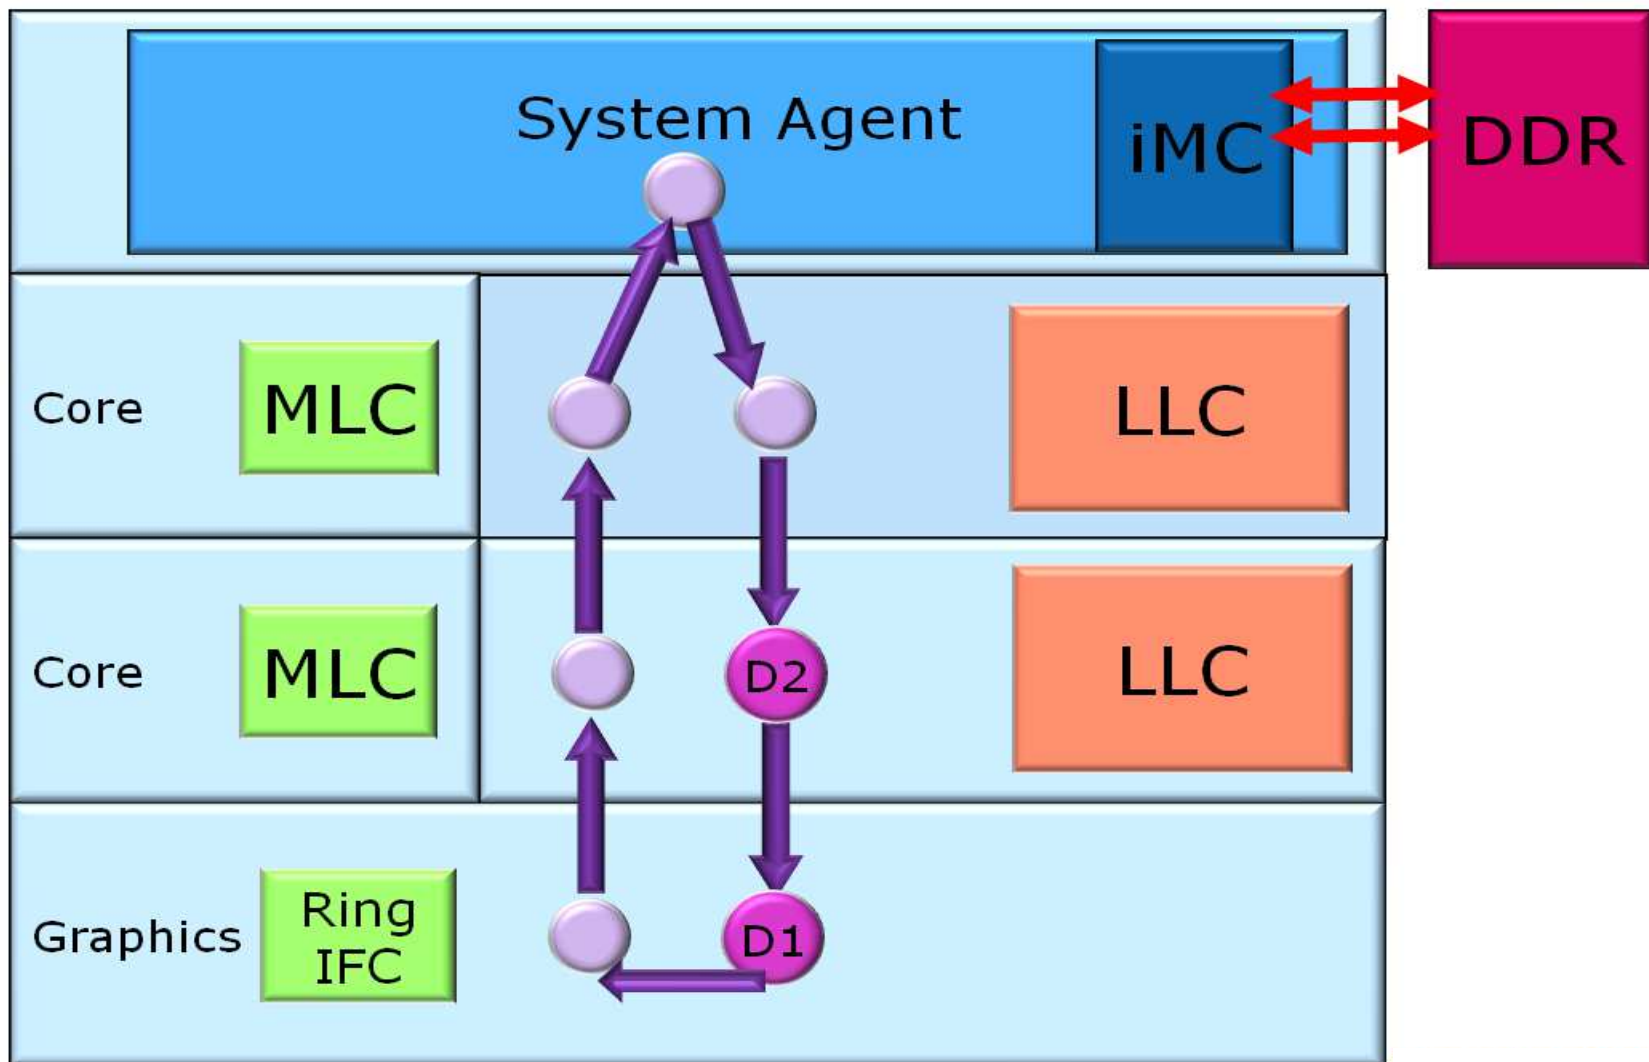 System Agent
iMC
DDR
Core
MLC
LLC
Core
MLC
D2
LLC
Graphics
Ring
IFC
D1